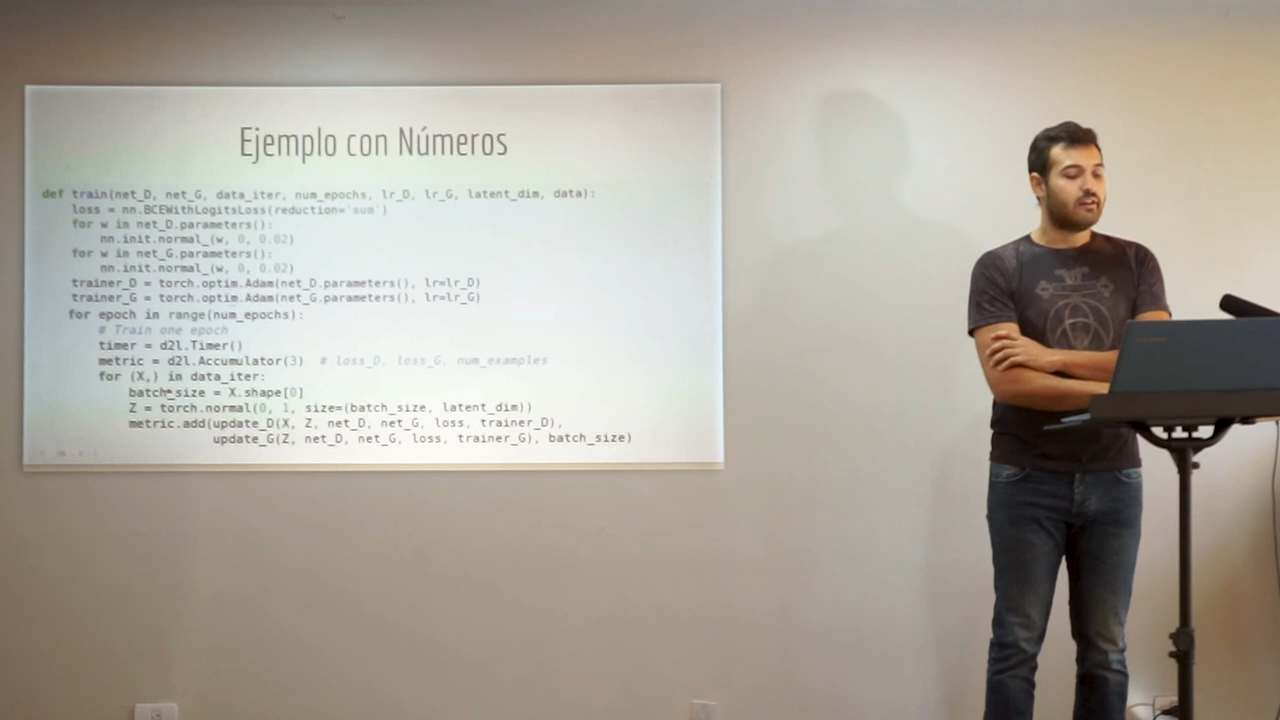 Ejemplo con Números
def train(net_D, net_G, data_iter, num_epochs, lr_D, lr_G, latent_dim, data):
    loss = nn.BCEWithLogitsLoss(reduction='sum')
    for w in net_D.parameters():
        nn.init.normal_(w, 0, 0.02)
    for w in net_G.parameters():
        nn.init.normal_(w, 0, 0.02)
    trainer_D = torch.optim.Adam(net_D.parameters(), lr=lr_D)
    trainer_G = torch.optim.Adam(net_G.parameters(), lr=lr_G)
    for epoch in range(num_epochs):
        # Train one epoch
        timer = d2l.Timer()
        metric = d2l.Accumulator(3)  # loss_D, loss_G, num_examples
        for (X,) in data_iter:
            batch_size = X.shape[0]
            Z = torch.normal(0, 1, size=(batch_size, latent_dim))
            metric.add(update_D(X, Z, net_D, net_G, loss, trainer_D),
                       update_G(Z, net_D, net_G, loss, trainer_G), batch_size)